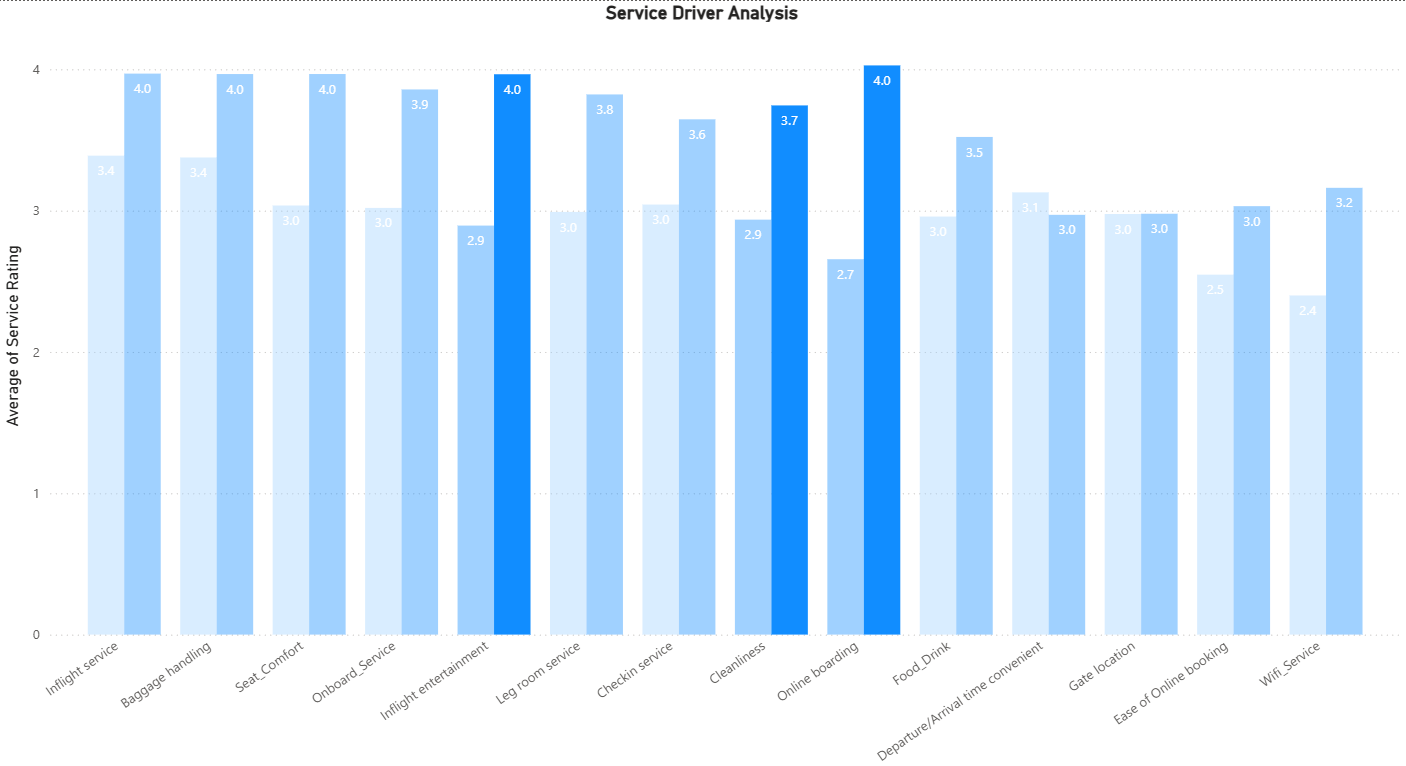 Service Driver Analysis
Average of Service Rating
4
3
2
1
0
3.4
4.0
3.4
4.0
3.0
4.0
3.0
3.9
2.9
4.0
3.0
3.8
3.0
3.6
2.9
3.7
2.7
4.0
3.0
3.5
3.1
3.0
3.0
3.0
2.5
3.0
2.4
3.2
Inflight service
Baggage handling
Seat_Comfort
Onboard_Service
Inflight entertainment
Leg room service
Checkin service
Cleanliness
Online boarding
Food_Drink
Departure/Arrival time convenient
Gate location
Ease of Online booking
Wifi_Service